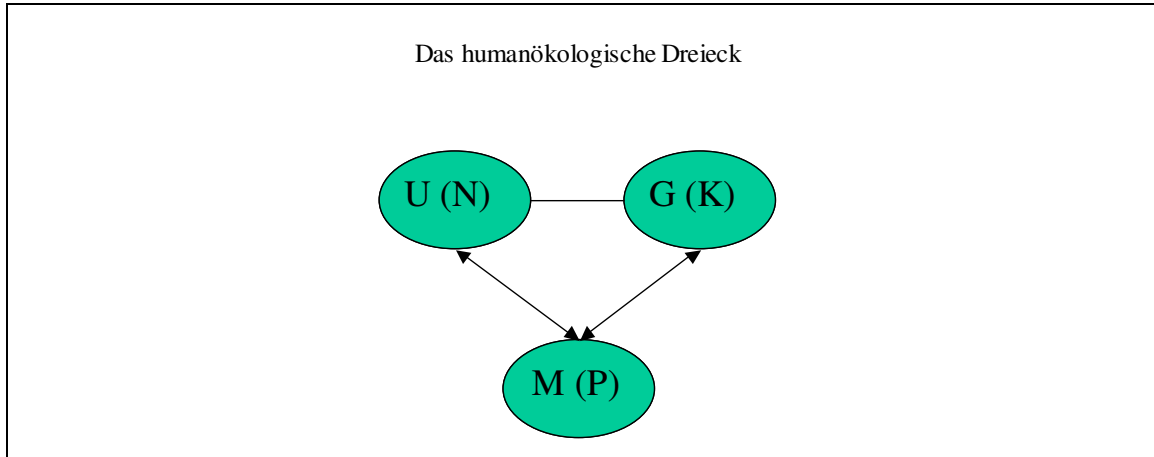 Das humanökologische Dreieck
U (N)
G (K)
M (P)